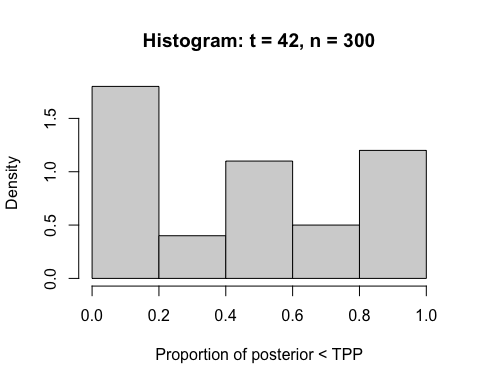 Histogram: t = 42, n = 300
Density
1.5
1.0
0.5
0.0
0.0 0.2 0.4 0.6 0.8 1.0
Proportion of posterior < TPP